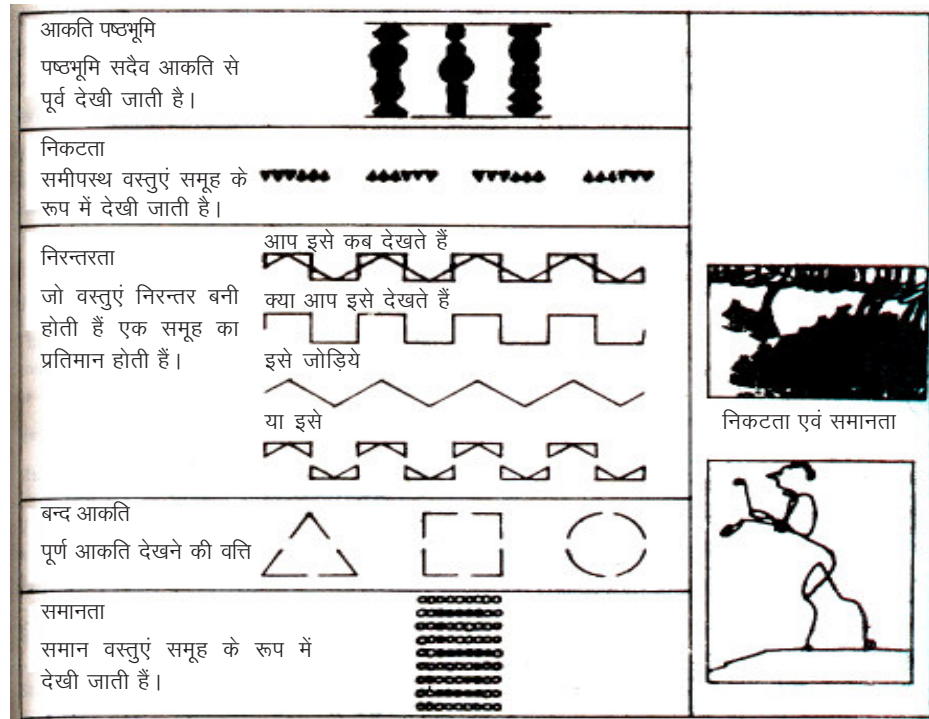 आकति पष्ठभूमि
पष्ठभूमि सदैव आकति से
पूर्व देखी जाती है।
निकटता
समीपस्थ वस्तुएं समूह के
रूप में देखी जाती है।
निरन्तरता
जो वस्तुएं निरन्तर बनी
होती हैं एक समूह का
प्रतिमान होती हैं।
आप इसे कब देखते हैं
क्या आप इसे देखते हैं
इसे जोड़िये
या इसे
बन्द आकति
पूर्ण आकति देखने की वत्ति
समानता
समान वस्तुएं समूह के रूप में
देखी जाती हैं।
निकटता एवं समानता